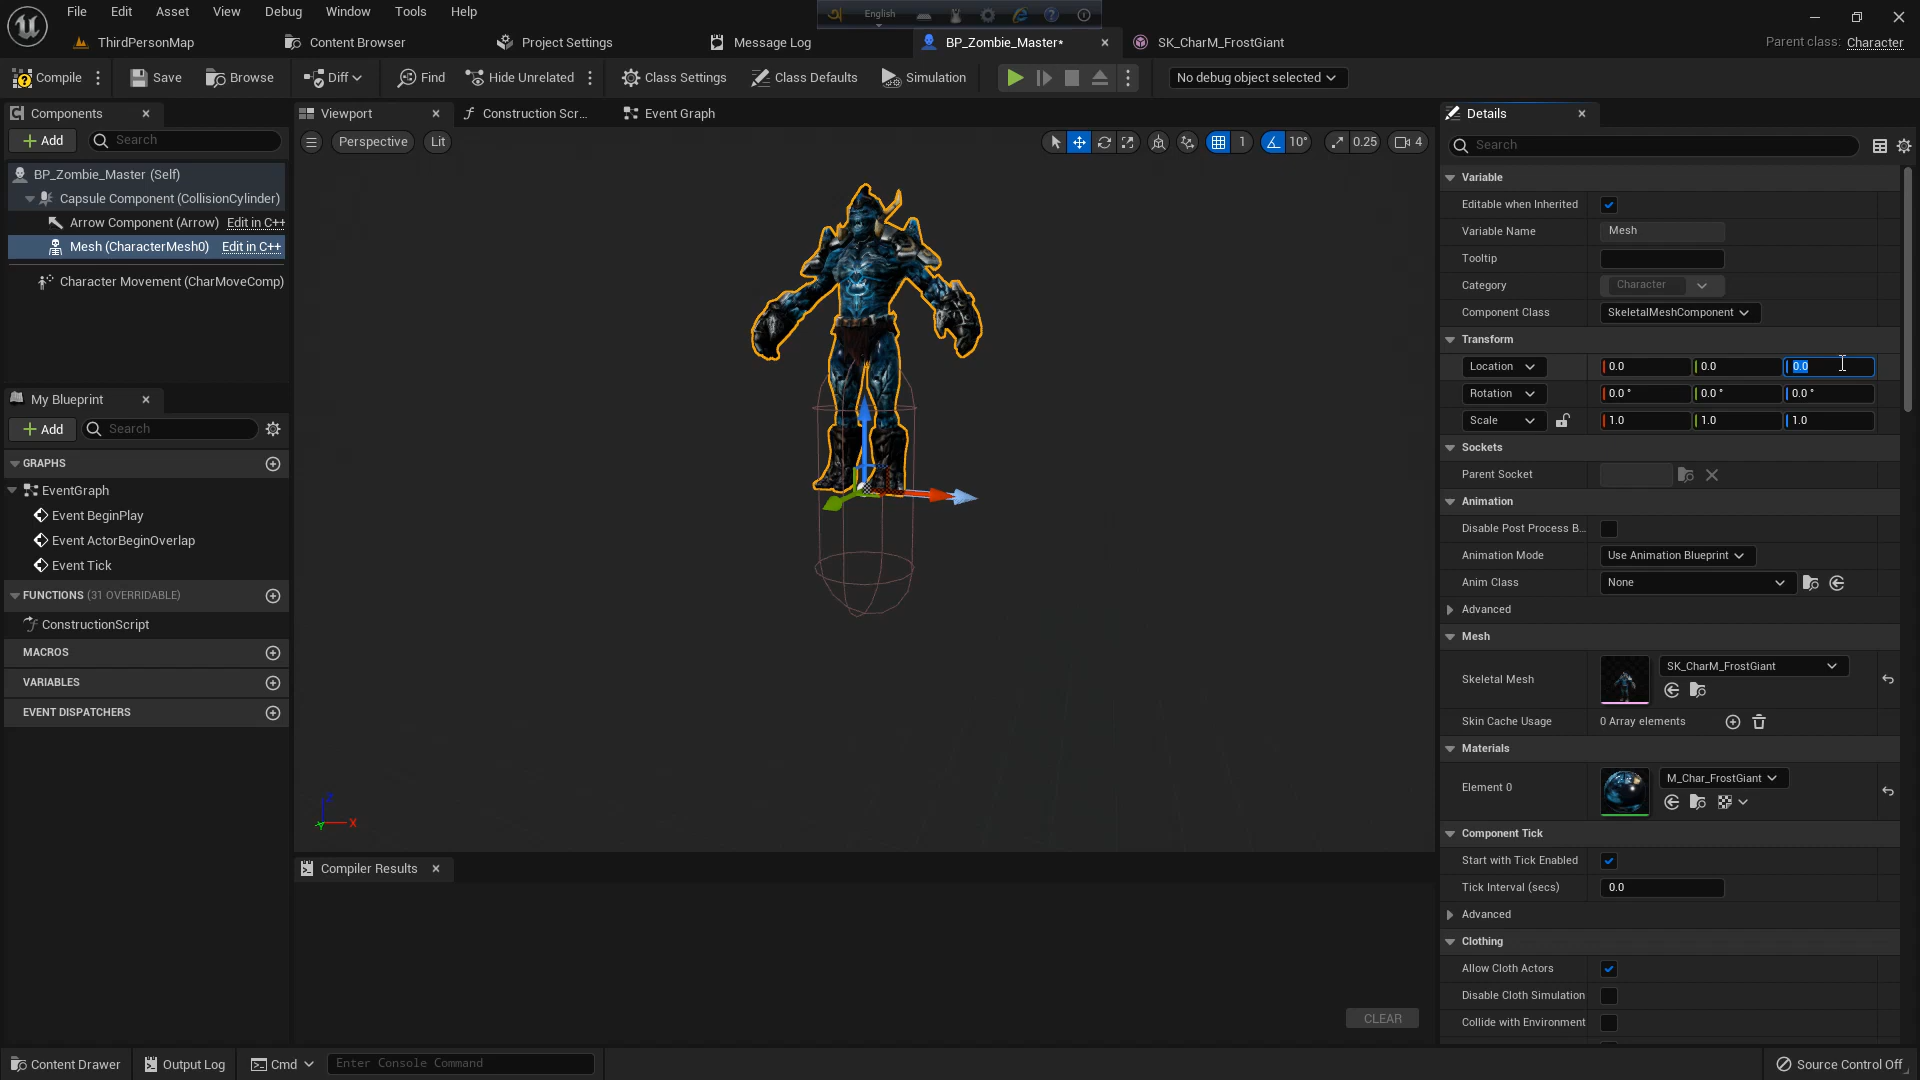 File Edit Asset View Debug Window Tools Help
English
ThirdPersonMap Content Browser Project Settings Message Log BP_Zombie_Master* SK_CharM_FrostGiant
Parent class: Character
Compile Save Browse Diff Find Hide Unrelated Class Settings Class Defaults Simulation No debug object selected
Components
Add Search
BP_Zombie_Master (Self)
Capsule Component (CollisionCylinder)
Arrow Component (Arrow) Edit in C++
Mesh (CharacterMesh0) Edit in C++
Character Movement (CharMoveComp)
My Blueprint
Add Search
GRAPHS
EventGraph
Event BeginPlay
Event ActorBeginOverlap
Event Tick
FUNCTIONS (31 OVERRIDABLE)
ConstructionScript
MACROS
VARIABLES
EVENT DISPATCHERS
Viewport Construction Scr... Event Graph
Perspective Lit
1 10° 0.25 4
Z
X
Y
Compiler Results
CLEAR
Details
Search
Variable
Editable when Inherited
Variable Name Mesh
Tooltip
Category Character
Component Class SkeletalMeshComponent
Transform
Location 0.0 0.0 0.0
Rotation 0.0 ° 0.0 ° 0.0 °
Scale 1.0 1.0 1.0
Sockets
Parent Socket
Animation
Disable Post Process B...
Animation Mode Use Animation Blueprint
Anim Class None
Advanced
Mesh
Skeletal Mesh SK_CharM_FrostGiant
Skin Cache Usage 0 Array elements
Materials
Element 0 M_Char_FrostGiant
Component Tick
Start with Tick Enabled
Tick Interval (secs) 0.0
Advanced
Clothing
Allow Cloth Actors
Disable Cloth Simulation
Collide with Environment
Content Drawer Output Log Cmd Enter Console Command Source Control Off